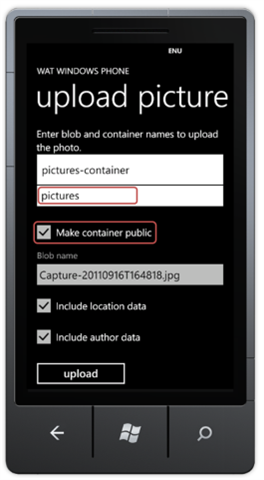 ENU
WAT WINDOWS PHONE
upload picture
Enter blob and container names to upload
the photo.
pictures-container
pictures
Make container public
Blob name
Capture-20110916T164818.jpg
Include location data
Include author data
upload